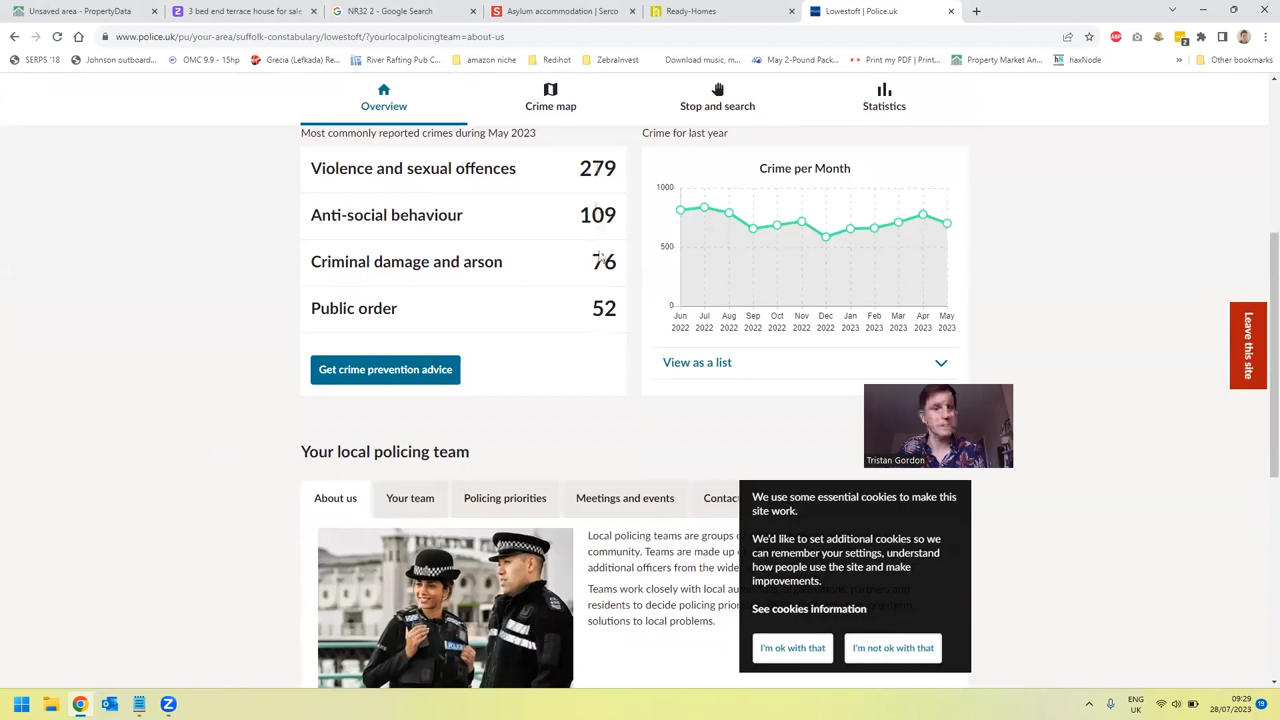 Unsaved area - PropertyData
3 bed end terrace house for sale
NR32 2 - Google Search
Asylum accommodation | Serco
Ready-Homes
Lowestoft | Police.uk
www.police.uk/pu/your-area/suffolk-constabulary/lowestoft/?yourlocalpolicingteam=about-us
SERPS '18
Johnson outboard...
OMC 9.9 - 15hp
Grecia (Lefkada) Re...
River Rafting Pub C...
amazon niche
Redihot
ZebraInvest
Download music, m...
May 2-Pound Pack...
Print my PDF | Print...
Property Market An...
haxNode
»
Other bookmarks
Overview
Crime map
Stop and search
Statistics
Most commonly reported crimes during May 2023
Violence and sexual offences 279
Anti-social behaviour 109
Criminal damage and arson 76
Public order 52
Get crime prevention advice
Crime for last year
Crime per Month
1000
500
0
Jun Jul Aug Sep Oct Nov Dec Jan Feb Mar Apr May
2022 2022 2022 2022 2022 2022 2022 2023 2023 2023 2023 2023
View as a list
Leave this site
Tristan Gordon
Your local policing team
About us
Your team
Policing priorities
Meetings and events
Contac
Local policing teams are groups o
community. Teams are made up o
additional officers from the wide
Teams work closely with local au
residents to decide policing prior
solutions to local problems.
We use some essential cookies to make this
site work.
We'd like to set additional cookies so we
can remember your settings, understand
how people use the site and make
improvements.
See cookies information
I'm ok with that
I'm not ok with that
ENG
UK
09:29
28/07/2023
19